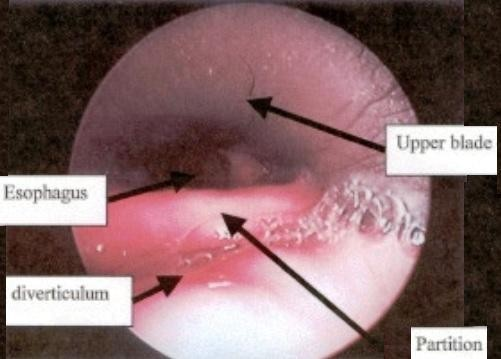 Upper blade
Esophagus
diverticulum
Partition